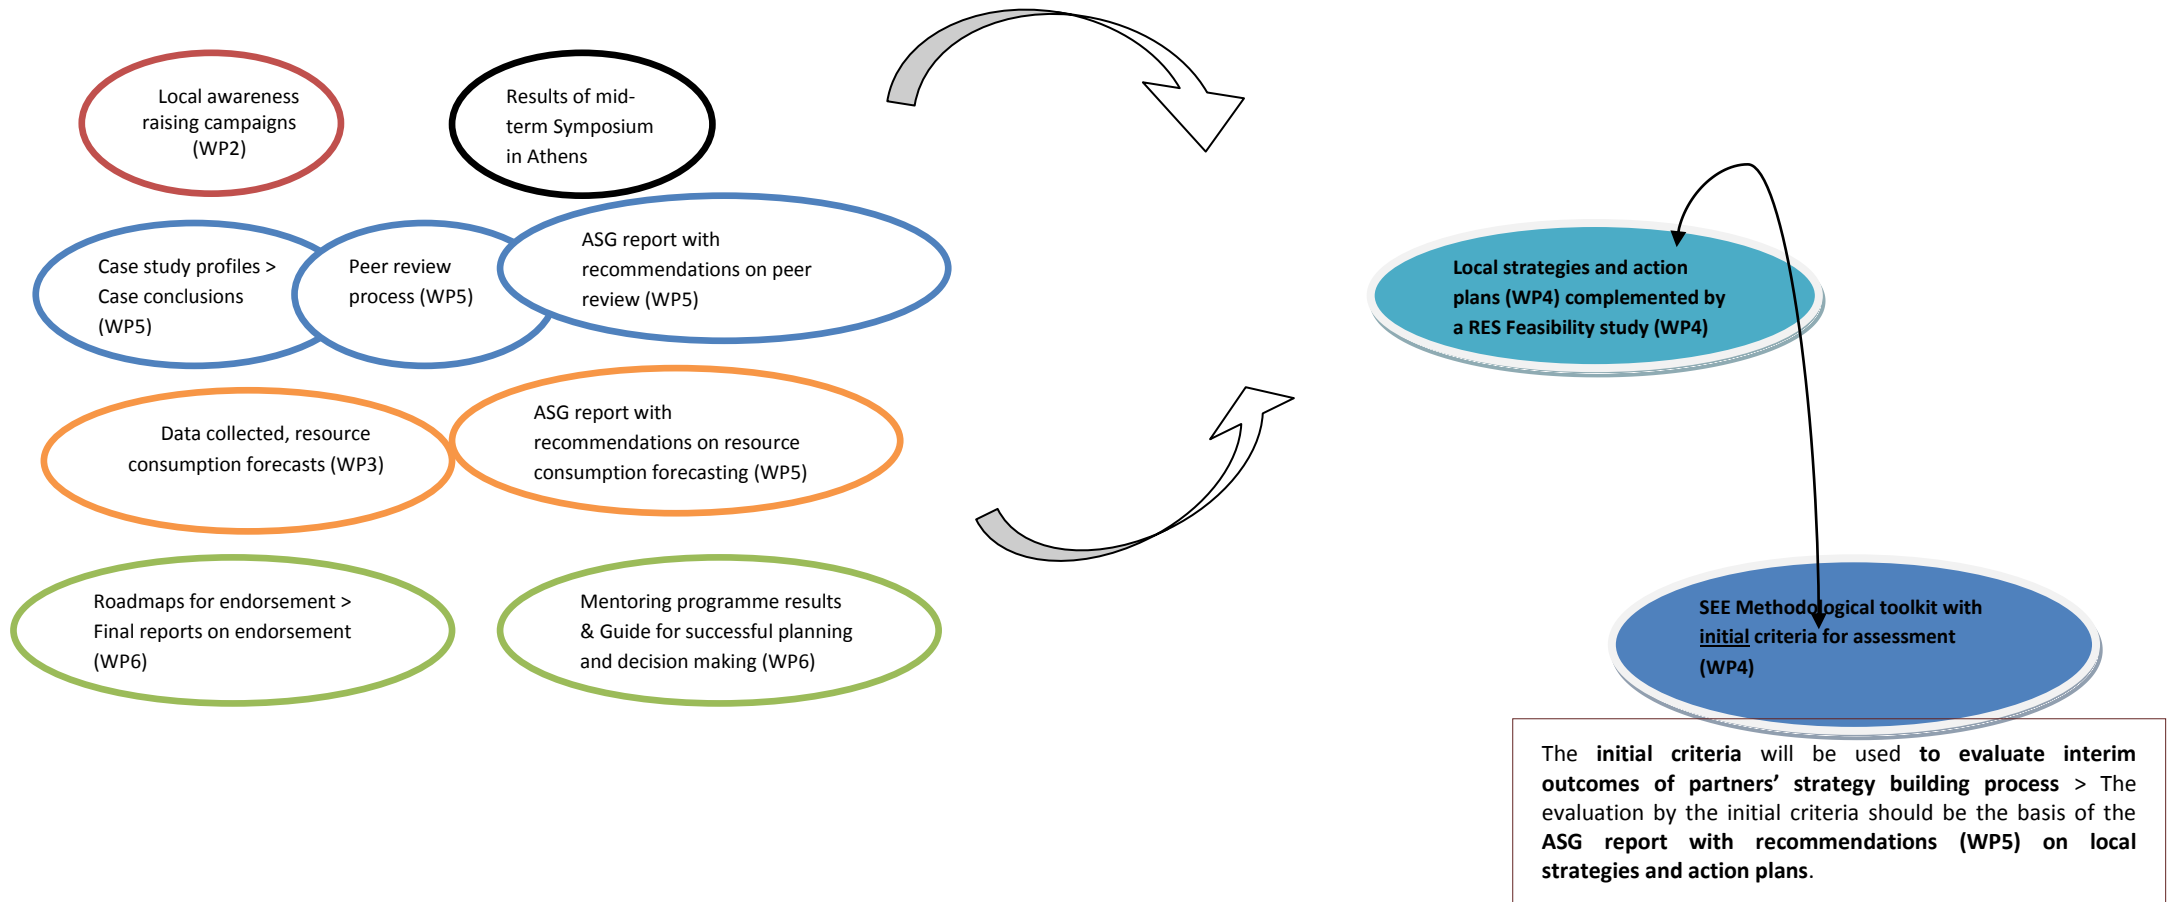 Local awareness
raising campaigns
(WP2)
Results of mid-
term Symposium
in Athens
Case study profiles >
Case conclusions
(WP5)
Peer review
process (WP5)
ASG report with
recommendations on peer
review (WP5)
Data collected, resource
consumption forecasts (WP3)
ASG report with
recommendations on resource
consumption forecasting (WP5)
Roadmaps for endorsement >
Final reports on endorsement
(WP6)
Mentoring programme results
& Guide for successful planning
and decision making (WP6)
Local strategies and action
plans (WP4) complemented by
a RES Feasibility study (WP4)
SEE Methodological toolkit with
initial criteria for assessment
(WP4)
The initial criteria will be used to evaluate interim
outcomes of partners’ strategy building process > The
evaluation by the initial criteria should be the basis of the
ASG report with recommendations (WP5) on local
strategies and action plans.